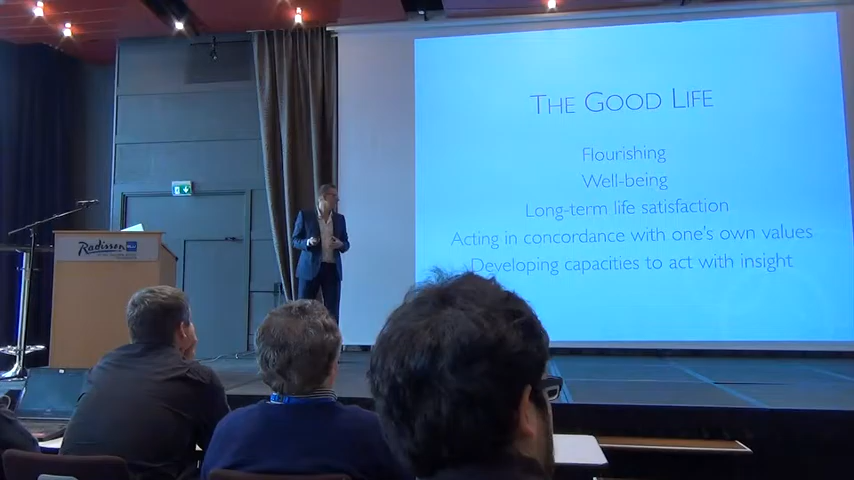 THE GOOD LIFE
Flourishing
Well-being
Long-term life satisfaction
Acting in concordance with one's own values
Developing capacities to act with insight
Radisson
BLU